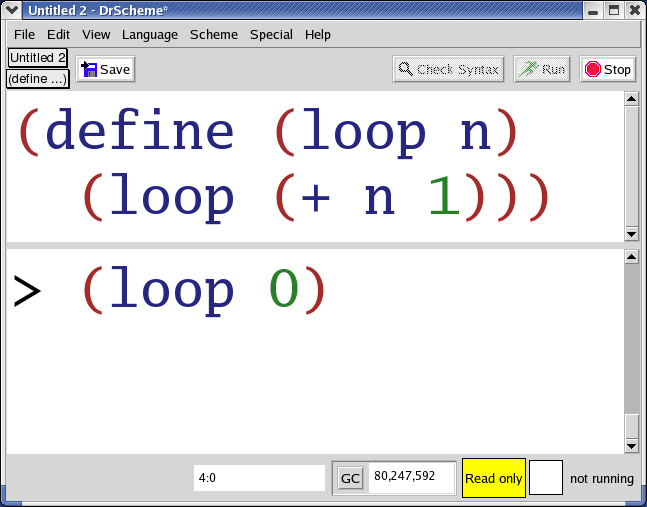 Untitled 2 - DrScheme*
File Edit View Language Scheme Special Help
Untitled 2
(define ...)
Save Check Syntax Run Stop
(define (loop n)
(loop (+ n 1)))
> (loop 0)
4:0 GC 80,247,592 Read only not running